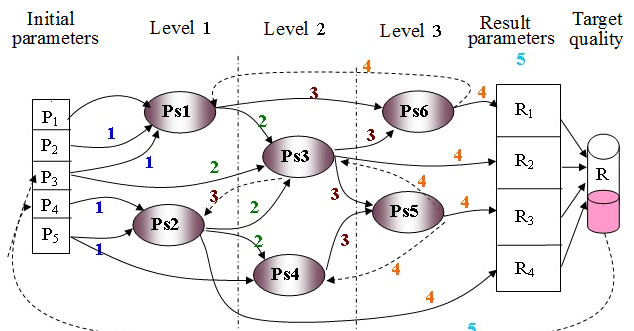 Initial
parameters
Level 1
Level 2
Level 3
Result
parameters
Target
quality
5
4
P1
P2
P3
P4
P5
1
1
1
1
Ps1
Ps2
3
2
2
3
2
2
Ps3
Ps4
3
3
3
Ps6
Ps5
4
4
4
4
4
4
R1
R2
R3
R4
R
5